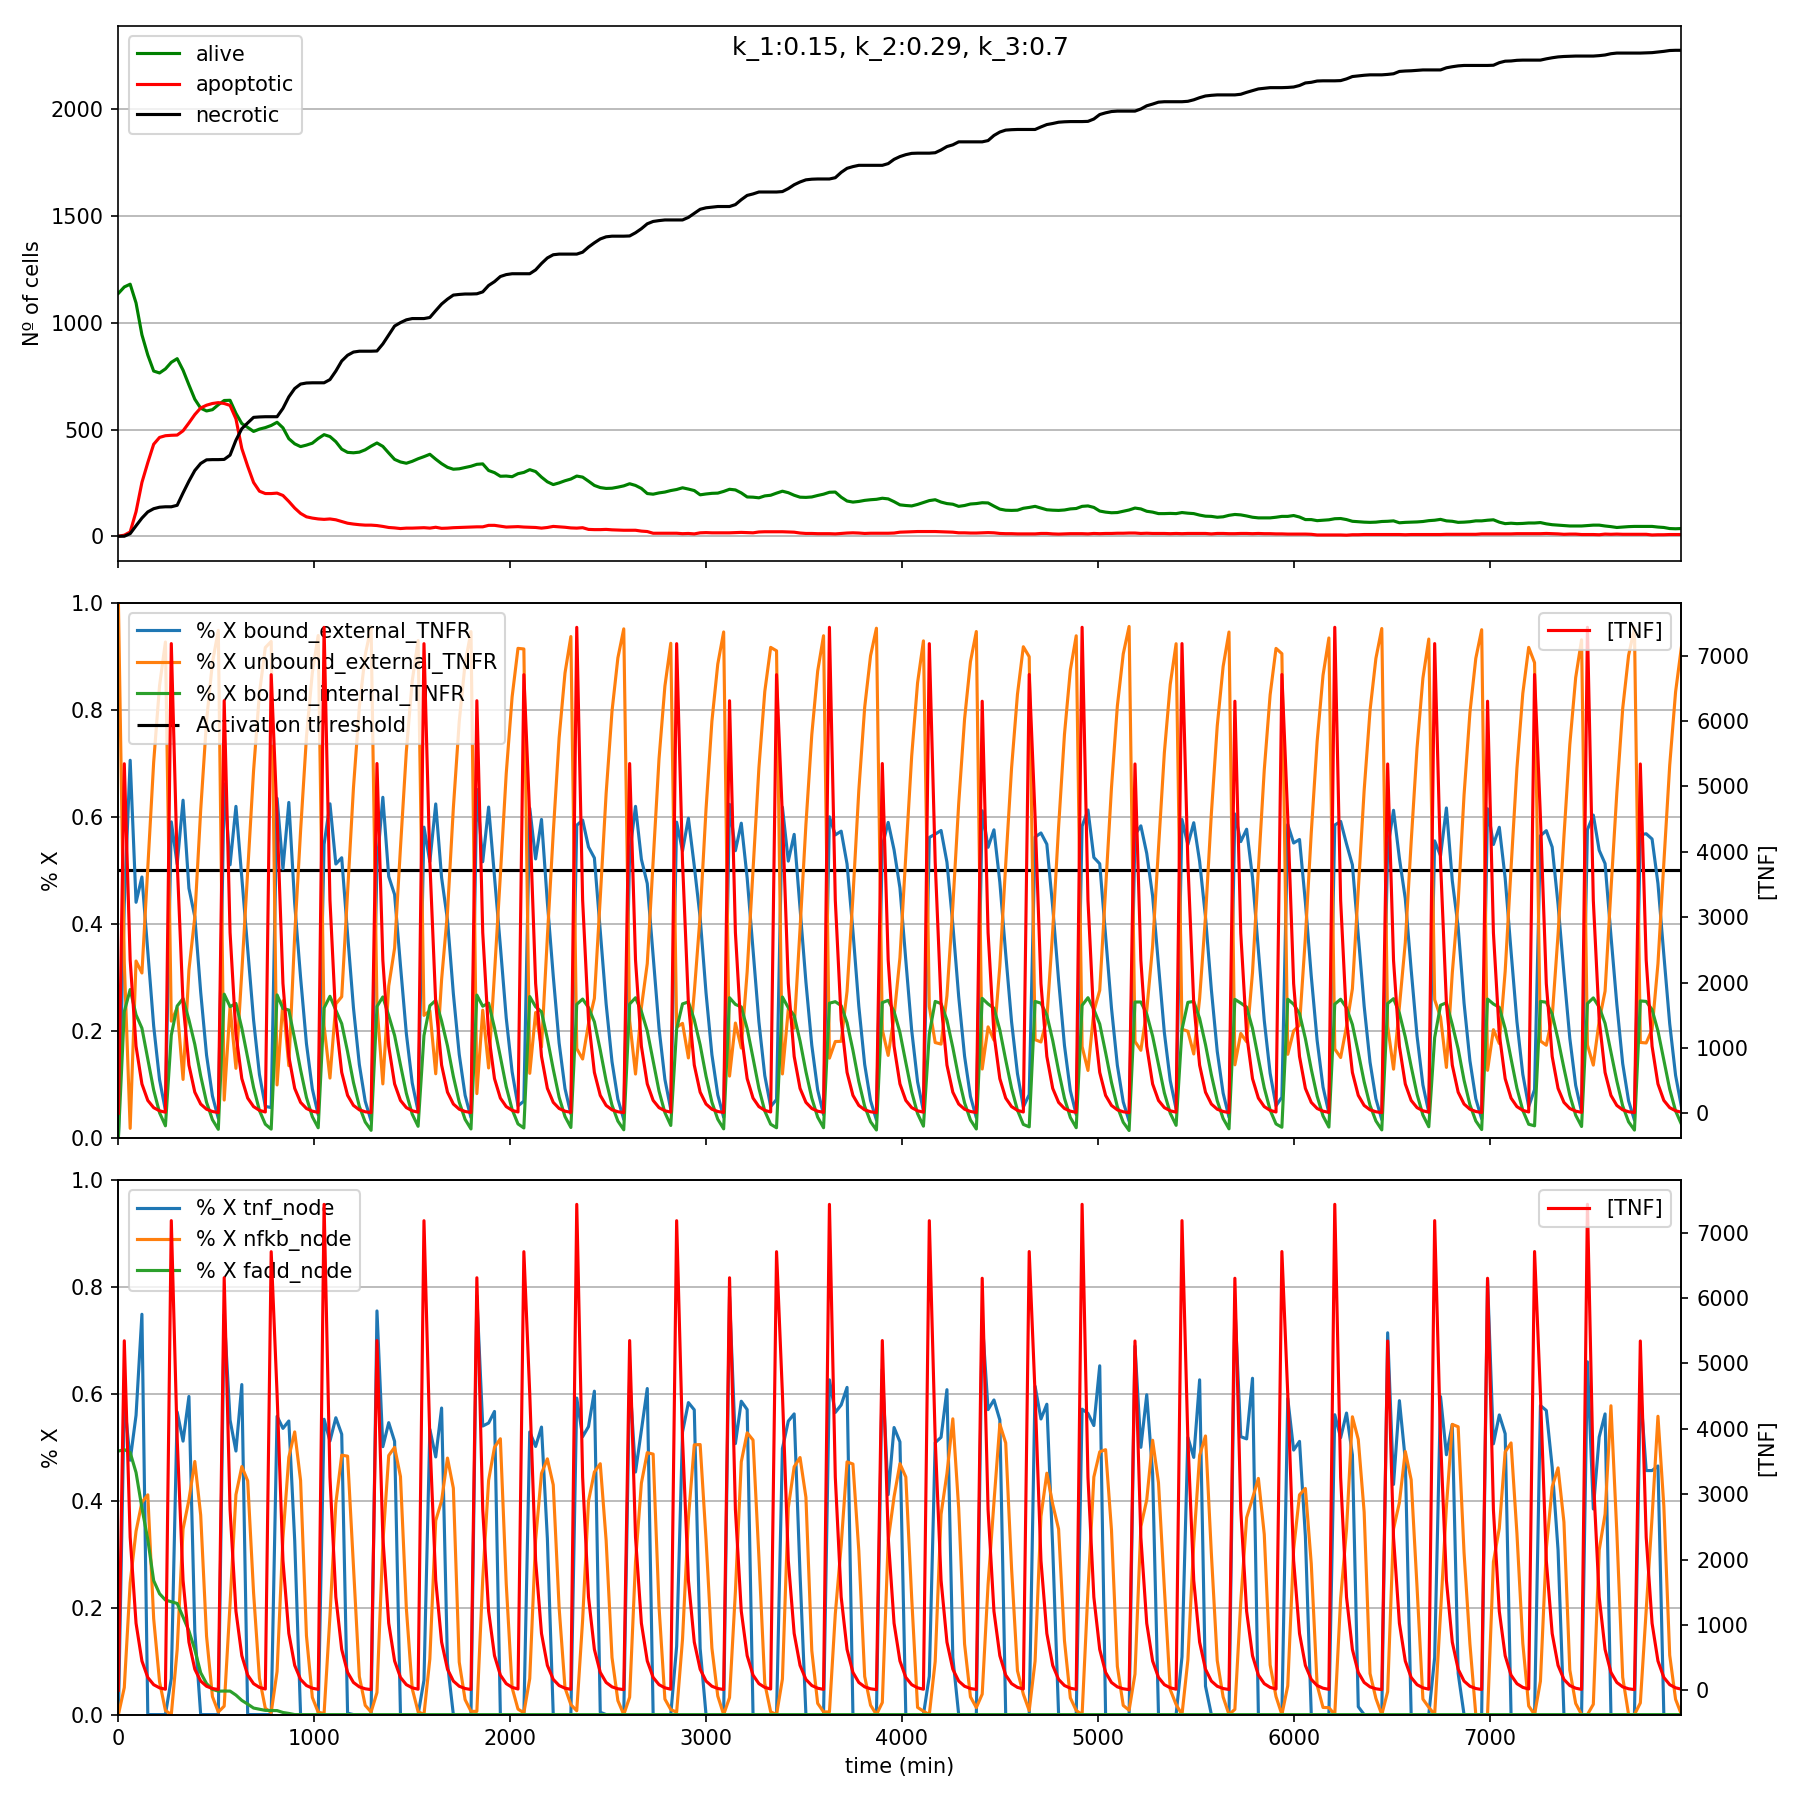 k_1:0.15, k_2:0.29, k_3:0.7
alive
apoptotic
necrotic
Nº of cells
2000
1500
1000
500
0
% X bound_external_TNFR
% X unbound_external_TNFR
% X bound_internal_TNFR
Activation threshold
[TNF]
% X
1.0
0.8
0.6
0.4
0.2
0.0
7000
6000
5000
4000
3000
2000
1000
0
[TNF]
% X tnf_node
% X nfkb_node
% X fadd_node
[TNF]
% X
1.0
0.8
0.6
0.4
0.2
0.0
7000
6000
5000
4000
3000
2000
1000
0
[TNF]
0 1000 2000 3000 4000 5000 6000 7000
time (min)